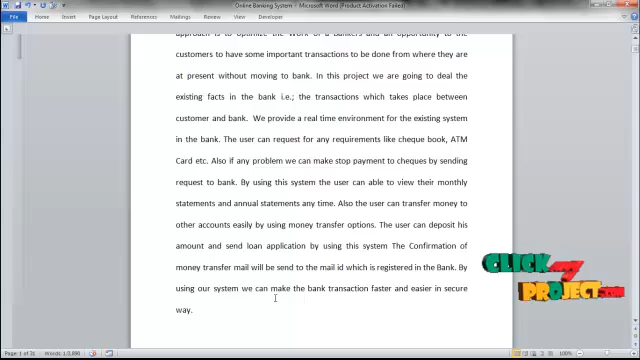 Online Banking System - Microsoft Word (Product Activation Failed)
File Home Insert Page Layout References Mailings Review View Developer
approach is to optimize the Work of a Bankers and an opportunity to the
customers to have some important transactions to be done from where they are
at present without moving to bank. In this project we are going to deal the
existing facts in the bank i.e.; the transactions which takes place between
customer and bank. We provide a real time environment for the existing system
in the bank. The user can request for any requirements like cheque book, ATM
Card etc. Also if any problem we can make stop payment to cheques by sending
request to bank. By using this system the user can able to view their monthly
statements and annual statements any time. Also the user can transfer money to
other accounts easily by using money transfer options. The user can deposit his
amount and send loan application by using this system The Confirmation of
money transfer mail will be send to the mail id which is registered in the Bank. By
using our system we can make the bank transaction faster and easier in secure
way.
CLICK MY
PROJECT.COM
Page: 1 of 31 Words: 1/2,890 100%